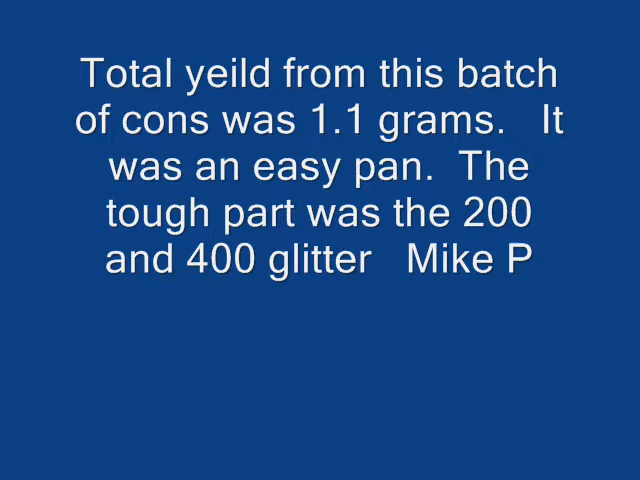 Total yeild from this batch
of cons was 1.1 grams.   It
was an easy pan.  The
tough part was the 200
and 400 glitter   Mike P